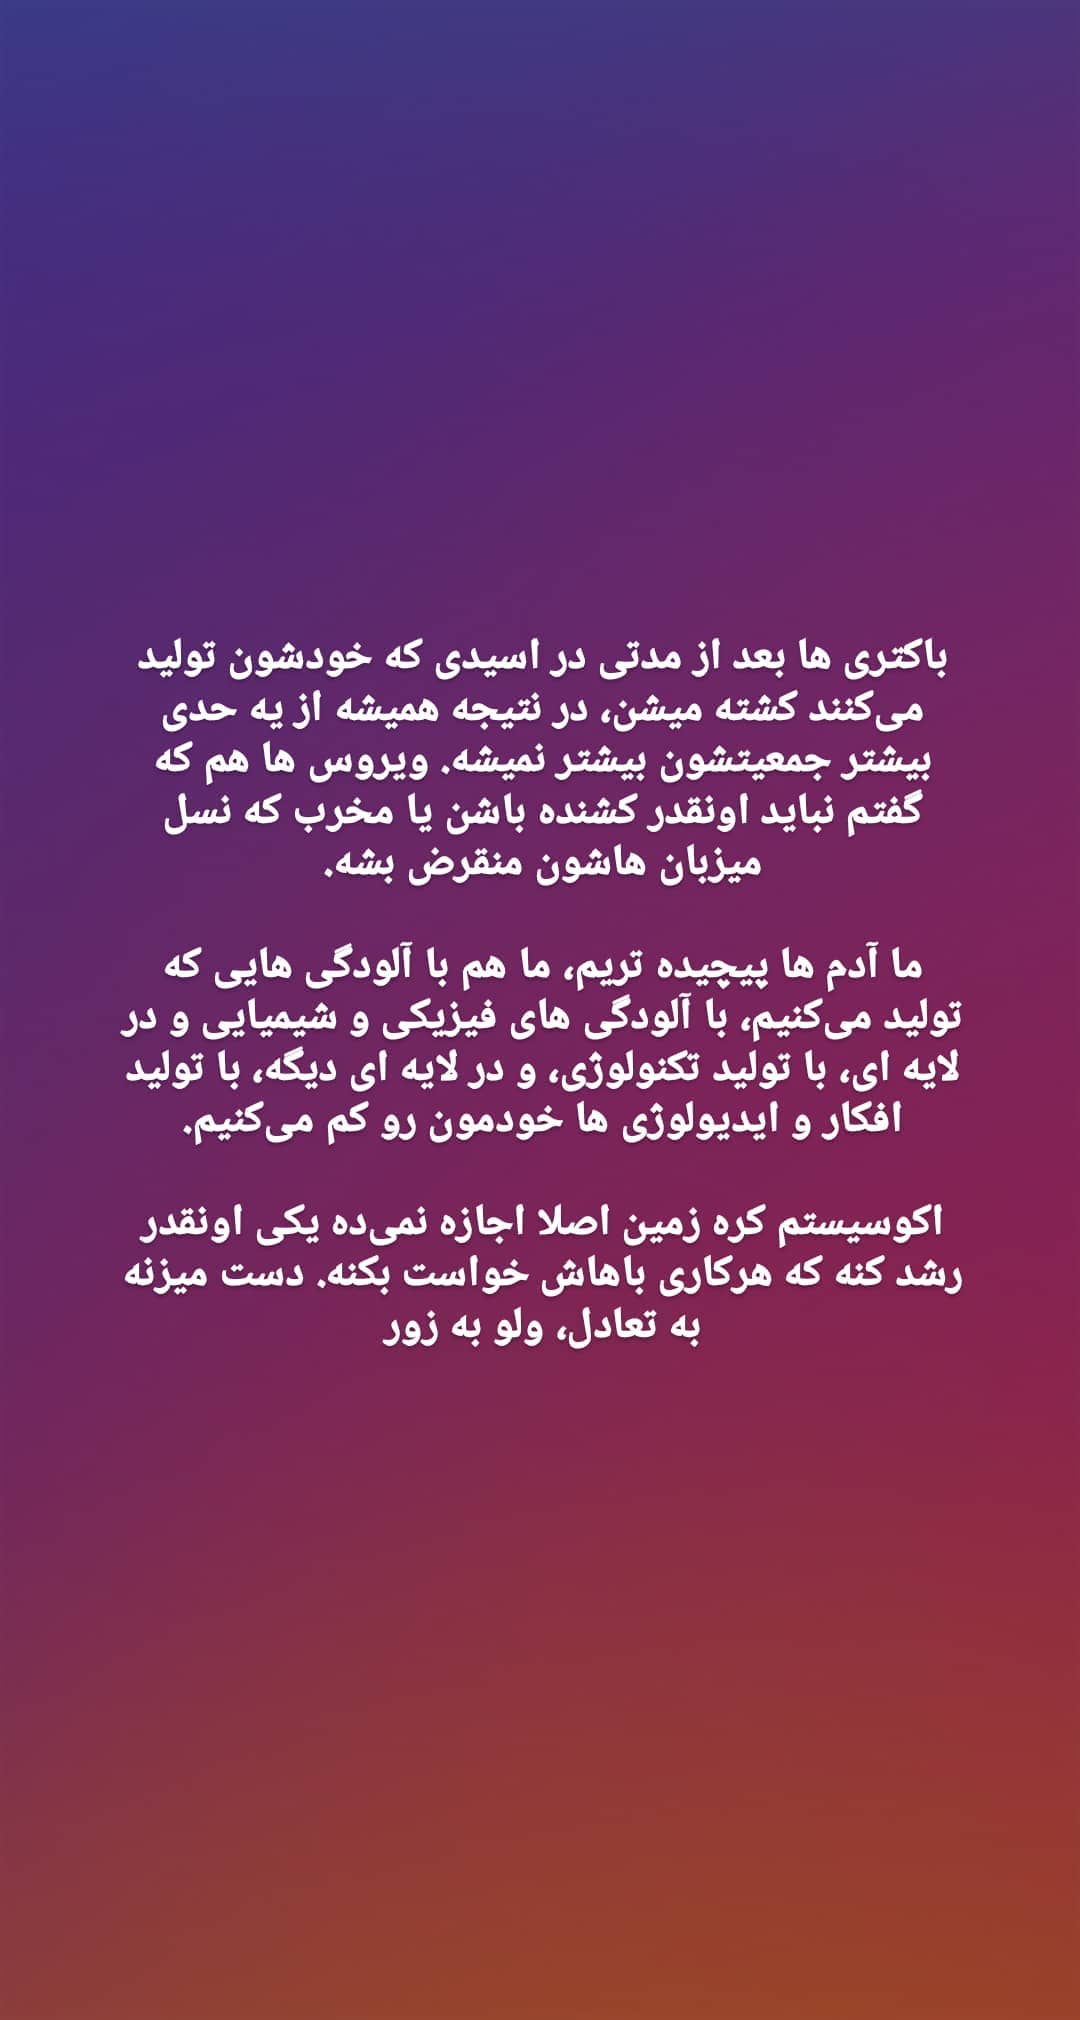 باکتری ها بعد از مدتی در اسیدی که خودشون تولید
می‌کنند کشته میشن، در نتیجه همیشه از یه حدی
بیشتر جمعیتشون بیشتر نمیشه. ویروس ها هم که
گفتم نباید اونقدر کشنده باشن یا مخرب که نسل
میزبان هاشون منقرض بشه.
ما آدم ها پیچیده تریم، ما هم با آلودگی هایی که
تولید می‌کنیم، با آلودگی های فیزیکی و شیمیایی و در
لایه ای، با تولید تکنولوژی، و در لایه ای دیگه، با تولید
افکار و ایدیولوژی ها خودمون رو کم می‌کنیم.
اکوسیستم کره زمین اصلا اجازه نمی‌ده یکی اونقدر
رشد کنه که هرکاری باهاش خواست بکنه. دست میزنه
به تعادل، ولو به زور